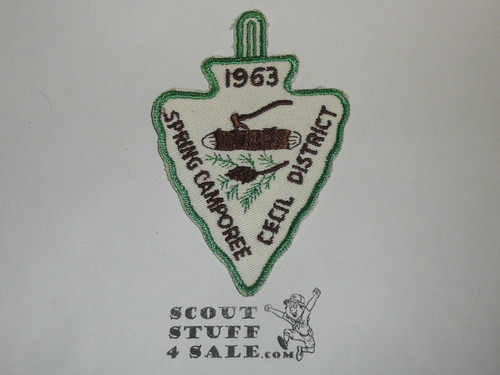 1963
SPRING CAMPOREE
CECIL DISTRICT
SCOUT
STUFF
4 SALE.COM